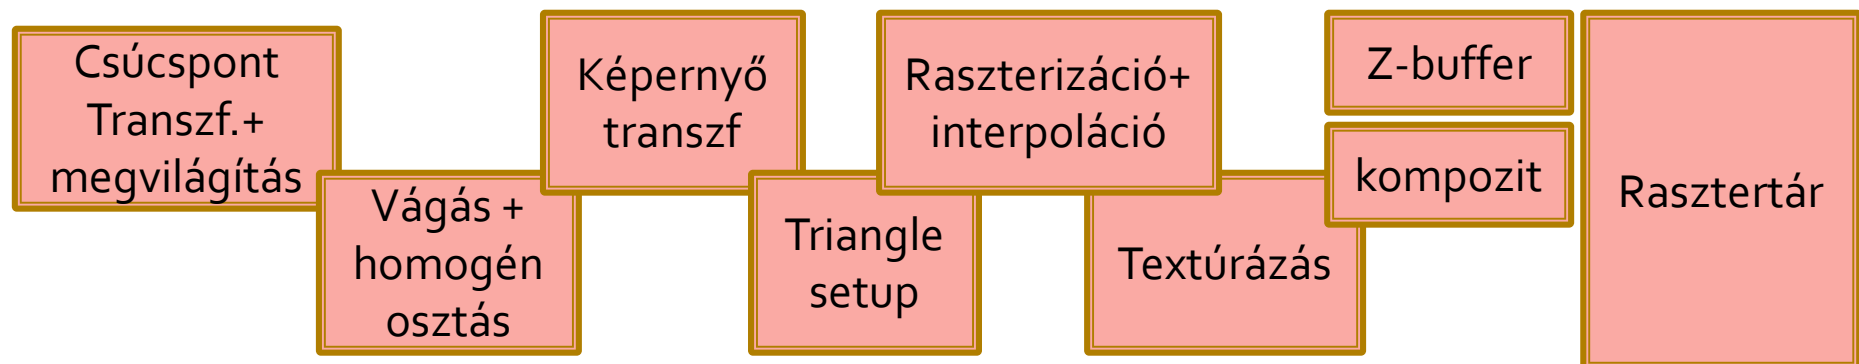 Csúcspont
Transzf.+
megvilágítás
Vágás +
homogén
osztás
Képernyő
transzf
Triangle
setup
Raszterizáció+
interpoláció
Textúrázás
Z-buffer
kompozit
Rasztertár